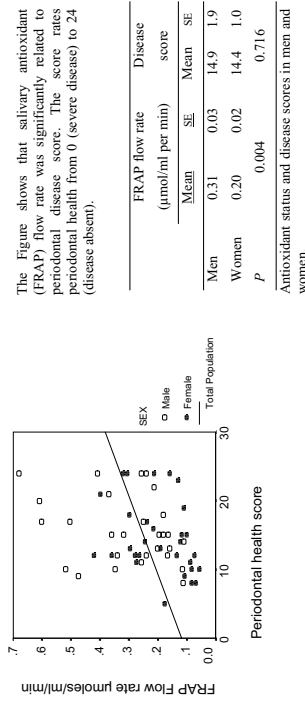 The Figure shows that salivary antioxidant
(FRAP) flow rate was significantly related to
periodontal disease score. The score rates
periodontal health from 0 (severe disease) to 24
(disease absent).
FRAP flow rate Disease
(μmol/ml per min) score
Mean SE Mean SE
Men 0.31 0.03 14.9 1.9
Women 0.20 0.02 14.4 1.0
P 0.004 0.716
Antioxidant status and disease scores in men and
women
FRAP Flow rate μmoles/ml/min
.7
.6
.5
.4
.3
.2
.1
0.0
0 10 20 30
Periodontal health score
SEX
Male
Female
Total Population